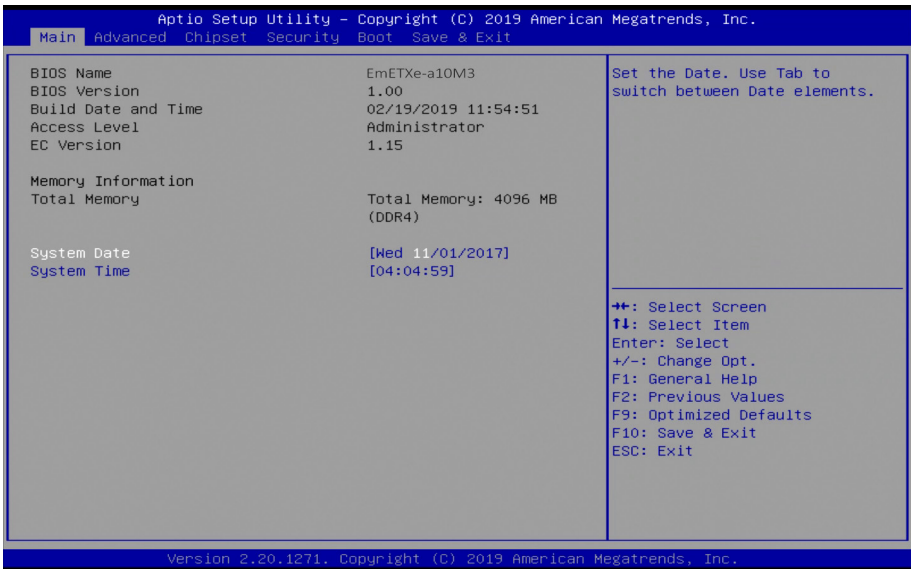 Aptio Setup Utility – Copyright (C) 2019 American Megatrends, Inc.
Main Advanced Chipset Security Boot Save & Exit
BIOS Name EmETXe-a10M3
BIOS Version 1.00
Build Date and Time 02/19/2019 11:54:51
Access Level Administrator
EC Version 1.15
Memory Information
Total Memory Total Memory: 4096 MB
(DDR4)
System Date [Wed 11/01/2017]
System Time [04:04:59]
Set the Date. Use Tab to
switch between Date elements.
→←: Select Screen
↑↓: Select Item
Enter: Select
+/-: Change Opt.
F1: General Help
F2: Previous Values
F9: Optimized Defaults
F10: Save & Exit
ESC: Exit
Version 2.20.1271. Copyright (C) 2019 American Megatrends, Inc.